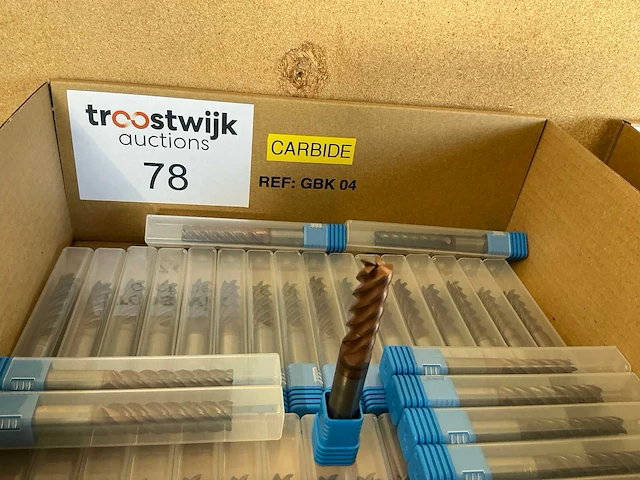 troostwijk
auctions
78
CARBIDE
REF: GBK 04